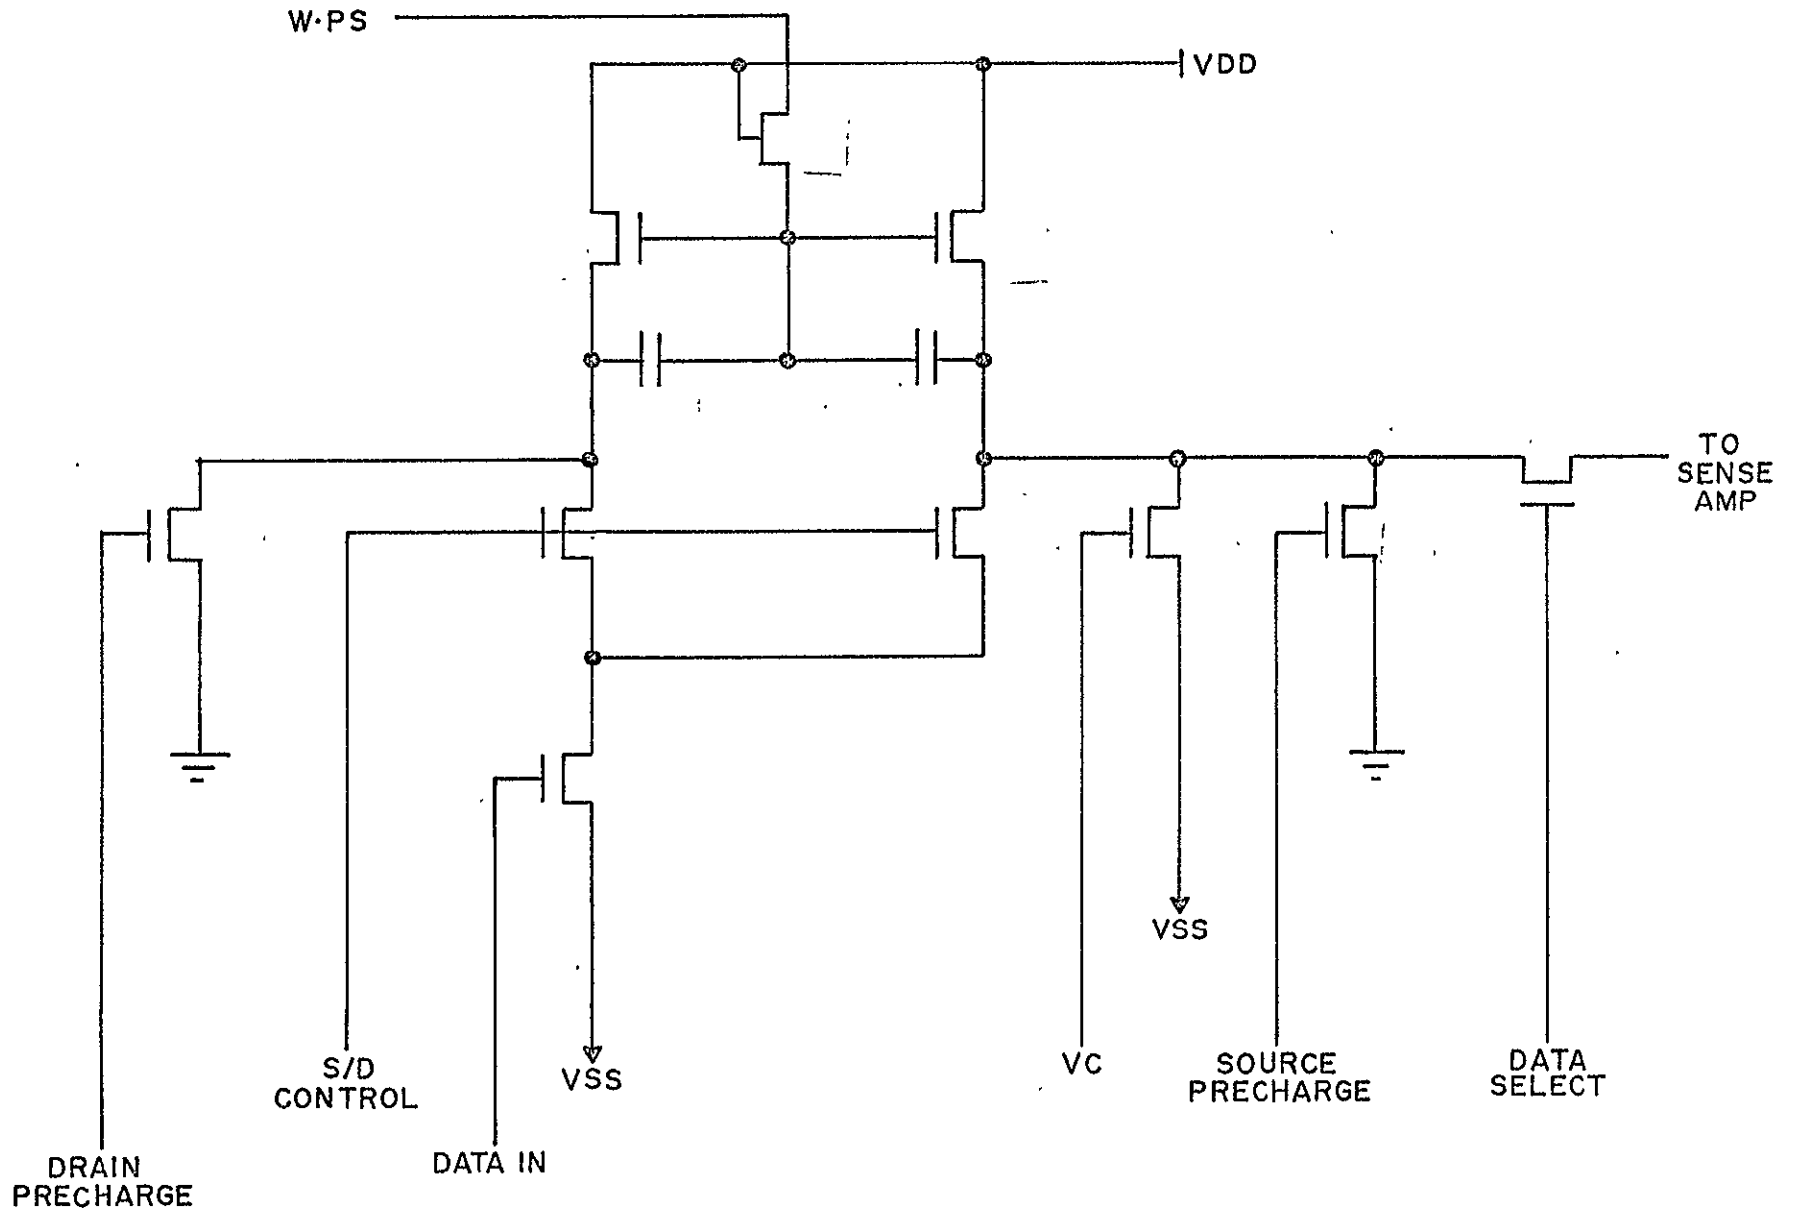 W·PS
VDD
TO
SENSE
AMP
VSS
S/D
CONTROL
VSS
VC
SOURCE
PRECHARGE
DATA
SELECT
DRAIN
PRECHARGE
DATA IN